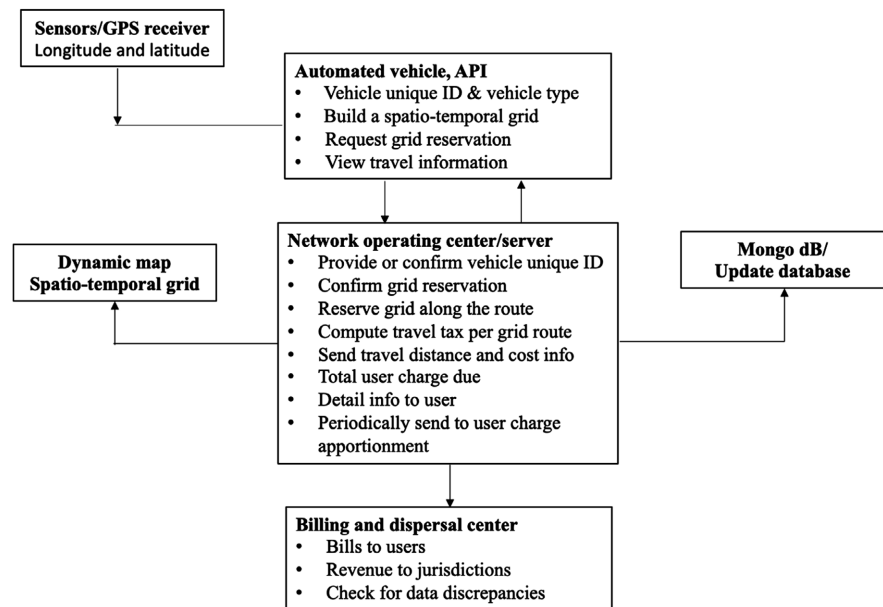 Sensors/GPS receiver
Longitude and latitude
Automated vehicle, API
• Vehicle unique ID & vehicle type
• Build a spatio-temporal grid
• Request grid reservation
• View travel information
Network operating center/server
• Provide or confirm vehicle unique ID
• Confirm grid reservation
• Reserve grid along the route
• Compute travel tax per grid route
• Send travel distance and cost info
• Total user charge due
• Detail info to user
• Periodically send to user charge
apportionment
Dynamic map
Spatio-temporal grid
Mongo dB/
Update database
Billing and dispersal center
• Bills to users
• Revenue to jurisdictions
• Check for data discrepancies